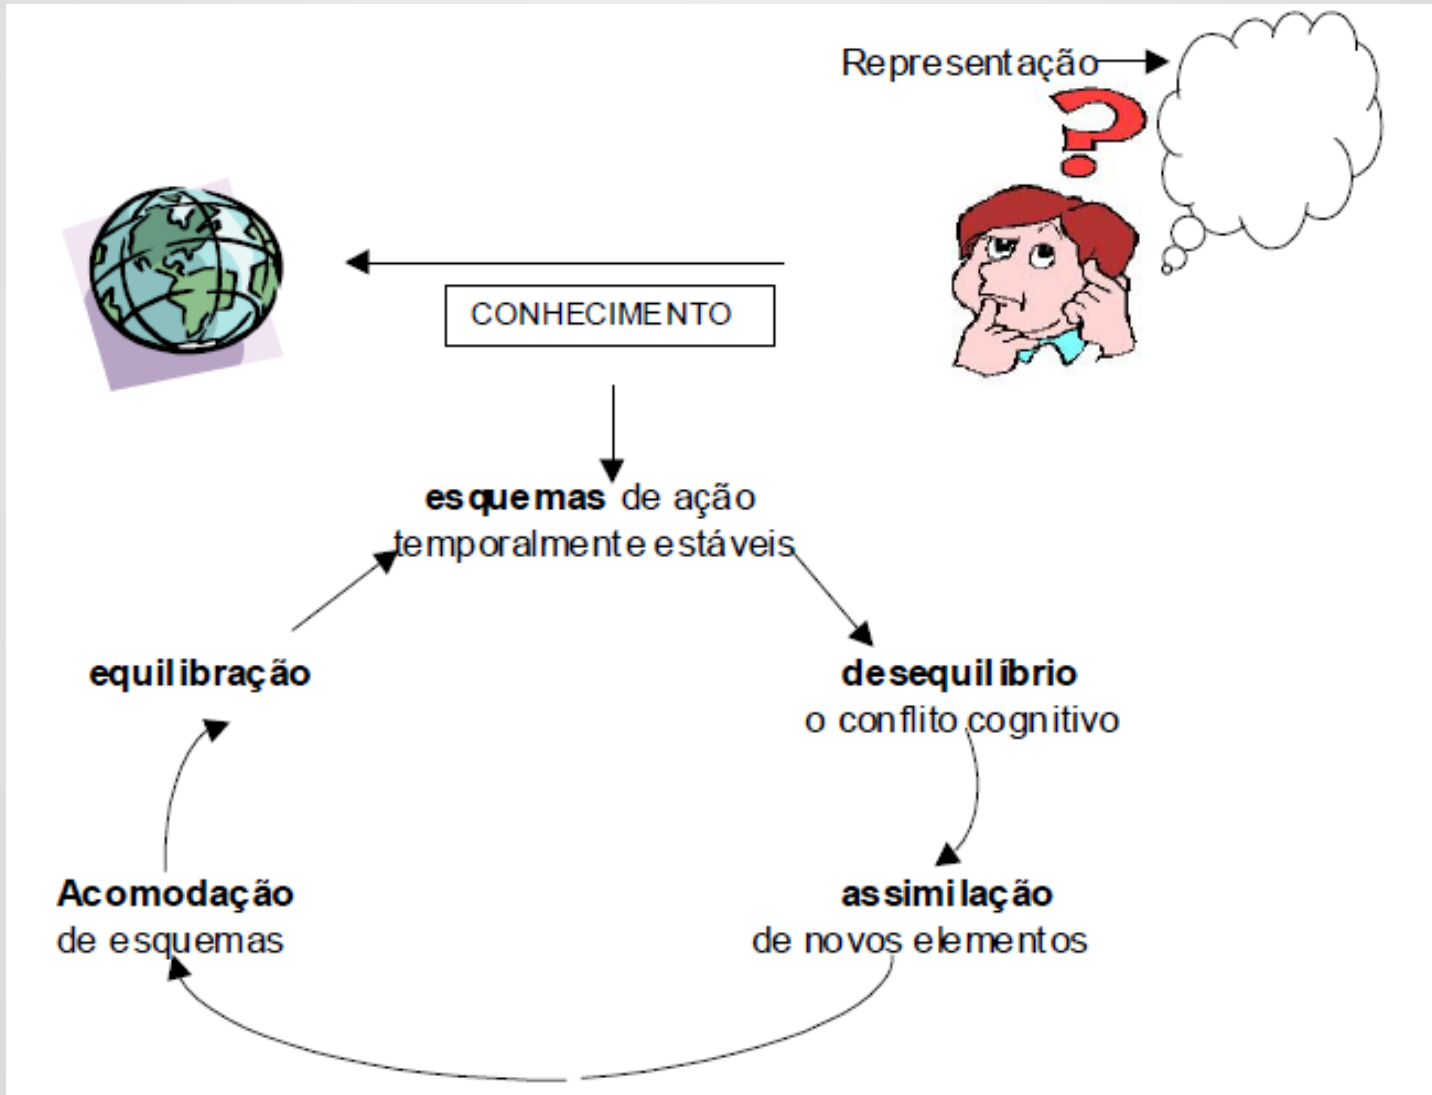 Representação
?
CONHECIMENTO
esquemas de ação
temporalmente estáveis
equilibração
desequilíbrio
o conflito cognitivo
Acomodação
de esquemas
assimilação
de novos elementos